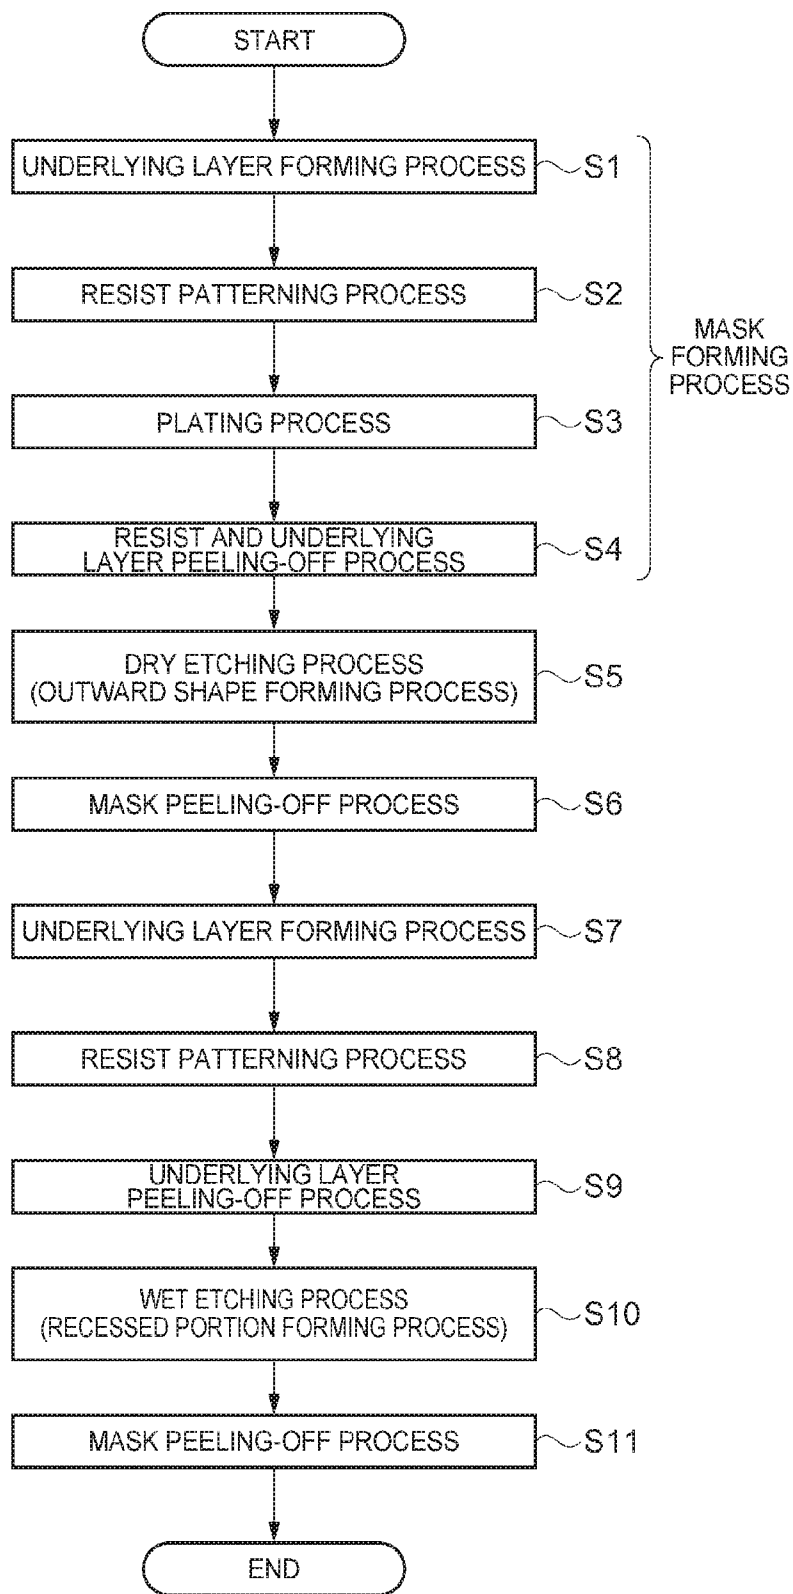 START
UNDERLYING LAYER FORMING PROCESS
S1
RESIST PATTERNING PROCESS
S2
MASK
FORMING
PROCESS
PLATING PROCESS
S3
RESIST AND UNDERLYING
LAYER PEELING-OFF PROCESS
S4
DRY ETCHING PROCESS
(OUTWARD SHAPE FORMING PROCESS)
S5
MASK PEELING-OFF PROCESS
S6
UNDERLYING LAYER FORMING PROCESS
S7
RESIST PATTERNING PROCESS
S8
UNDERLYING LAYER
PEELING-OFF PROCESS
S9
WET ETCHING PROCESS
(RECESSED PORTION FORMING PROCESS)
S10
MASK PEELING-OFF PROCESS
S11
END